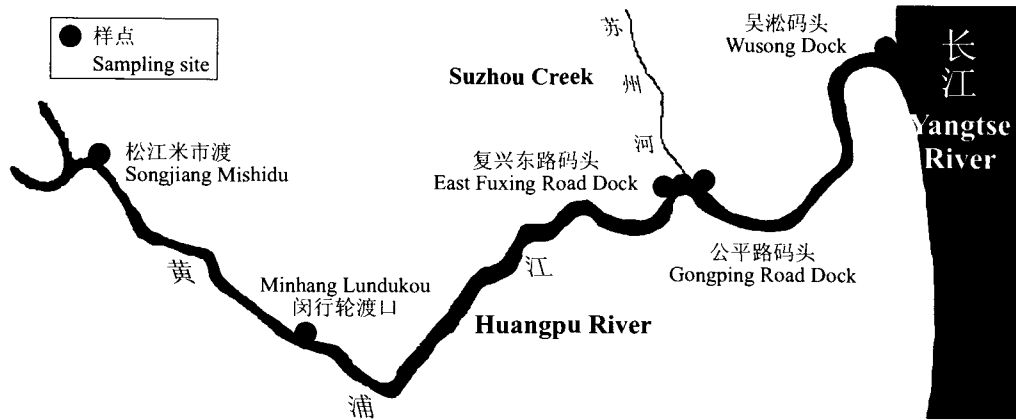 样点
Sampling site
苏
州
河
Suzhou Creek
吴淞码头
Wusong Dock
长
江
Yangtse
River
松江米市渡
Songjiang Mishidu
复兴东路码头
East Fuxing Road Dock
公平路码头
Gongping Road Dock
黄
浦
江
Minhang Lundukou
闵行轮渡口
Huangpu River